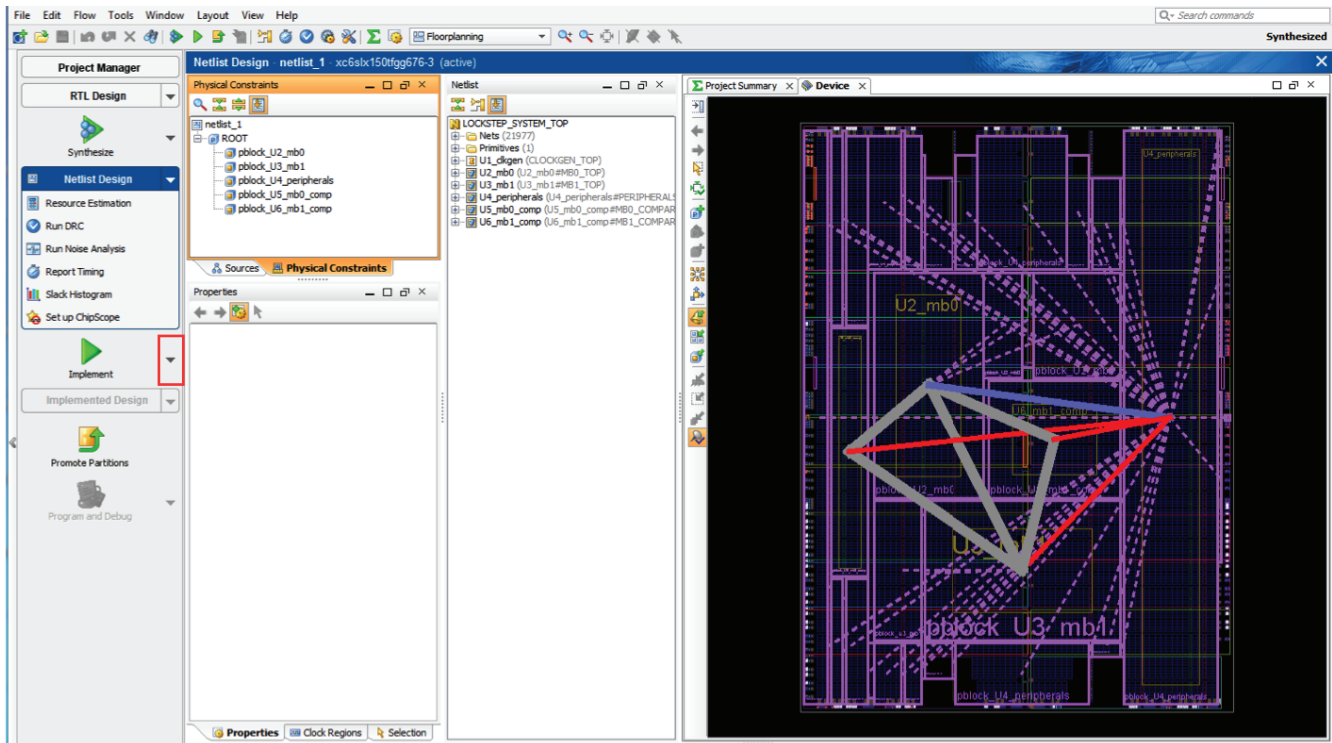 File Edit Flow Tools Window Layout View Help
Search commands
Floorplanning
Synthesized
Project Manager
RTL Design
Synthesize
Netlist Design
Resource Estimation
Run DRC
Run Noise Analysis
Report Timing
Slack Histogram
Set up ChipScope
Implement
Implemented Design
Promote Partitions
Program and Debug
Netlist Design - netlist_1 - xc6slx150tfgg676-3 (active)
Physical Constraints
netlist_1
ROOT
pblock_U2_mb0
pblock_U3_mb1
pblock_U4_peripherals
pblock_U5_mb0_comp
pblock_U6_mb1_comp
Sources Physical Constraints
Properties
Properties Clock Regions Selection
Netlist
LOCKSTEP_SYSTEM_TOP
Nets (21977)
Primitives (1)
U1_clkgen (CLOCKGEN_TOP)
U2_mb0 (U2_mb0#MB0_TOP)
U3_mb1 (U3_mb1#MB1_TOP)
U4_peripherals (U4_peripherals#PERIPHERALS
U5_mb0_comp (U5_mb0_comp#MB0_COMPAR
U6_mb1_comp (U6_mb1_comp#MB1_COMPAR
Project Summary Device
U4_peripherals
pblock_U4_peripherals
U2_mb0
U6_mb1_comp
pblock_U2_mb0
pblock_U3_mb1
pblock_U4_peripherals
pblock_U4_peripherals